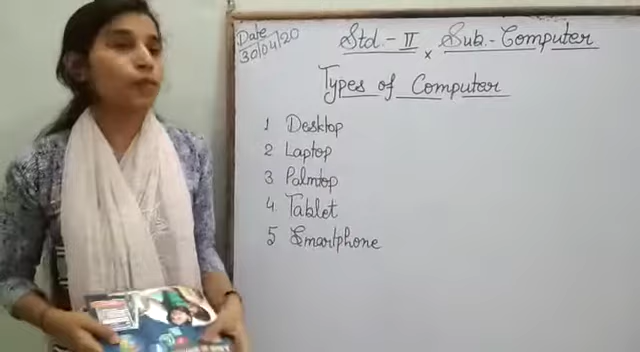 Date
30/04/20
Std.- II x Sub.- Computer
Types of Computer
1 Desktop
2 Laptop
3 Palmtop
4 Tablet
5 Smartphone